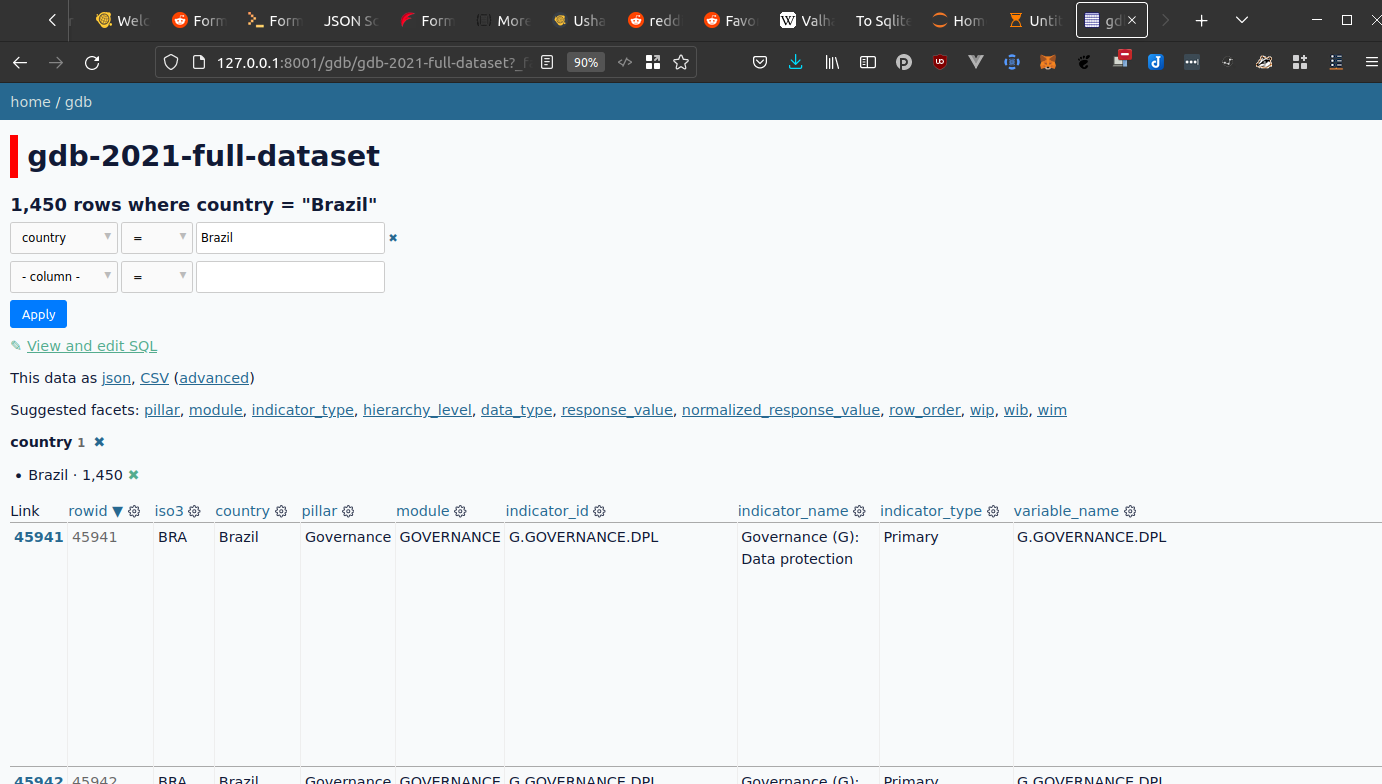 Welc
Form
Form
JSON Sc
Form
More
Usha
redd
Favo
Valha
To Sqlite
Hom
Untit
gd
127.0.0.1:8001/gdb/gdb-2021-full-dataset?_f
90%
home / gdb
gdb-2021-full-dataset
1,450 rows where country = "Brazil"
country = Brazil ✖
- column - =
Apply
✎ View and edit SQL
This data as json, CSV (advanced)
Suggested facets: pillar, module, indicator_type, hierarchy_level, data_type, response_value, normalized_response_value, row_order, wip, wib, wim
country 1 ✖
• Brazil · 1,450 ✖
Link rowid ▼ iso3 country pillar module indicator_id indicator_name indicator_type variable_name
45941 45941 BRA Brazil Governance GOVERNANCE G.GOVERNANCE.DPL Governance (G): Primary G.GOVERNANCE.DPL
Data protection
45942 45942 BRA Brazil Governance GOVERNANCE G.GOVERNANCE.DPL Governance (G): Primary G.GOVERNANCE.DPL